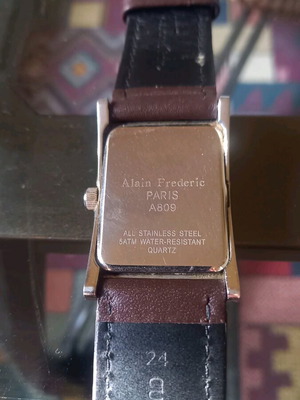 Alain Frederic
PARIS
A809
ALL STAINLESS STEEL
5ATM WATER-RESISTANT
QUARTZ
24